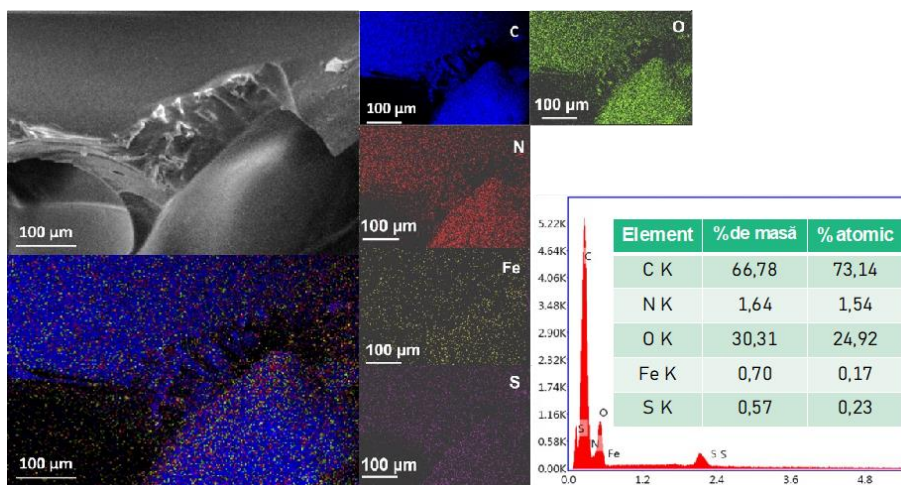 C
O
100 µm
100 µm
N
100 µm
100 µm
Fe
100 µm
S
100 µm
100 µm
Element % de masă % atomic
C K 66,78 73,14
N K 1,64 1,54
O K 30,31 24,92
Fe K 0,70 0,17
S K 0,57 0,23
5.22K
4.64K
4.06K
3.48K
2.90K
2.32K
1.74K
1.16K
0.58K
0.00K
C
O
S
N
Fe
S S
0.0 1.2 2.4 3.6 4.8